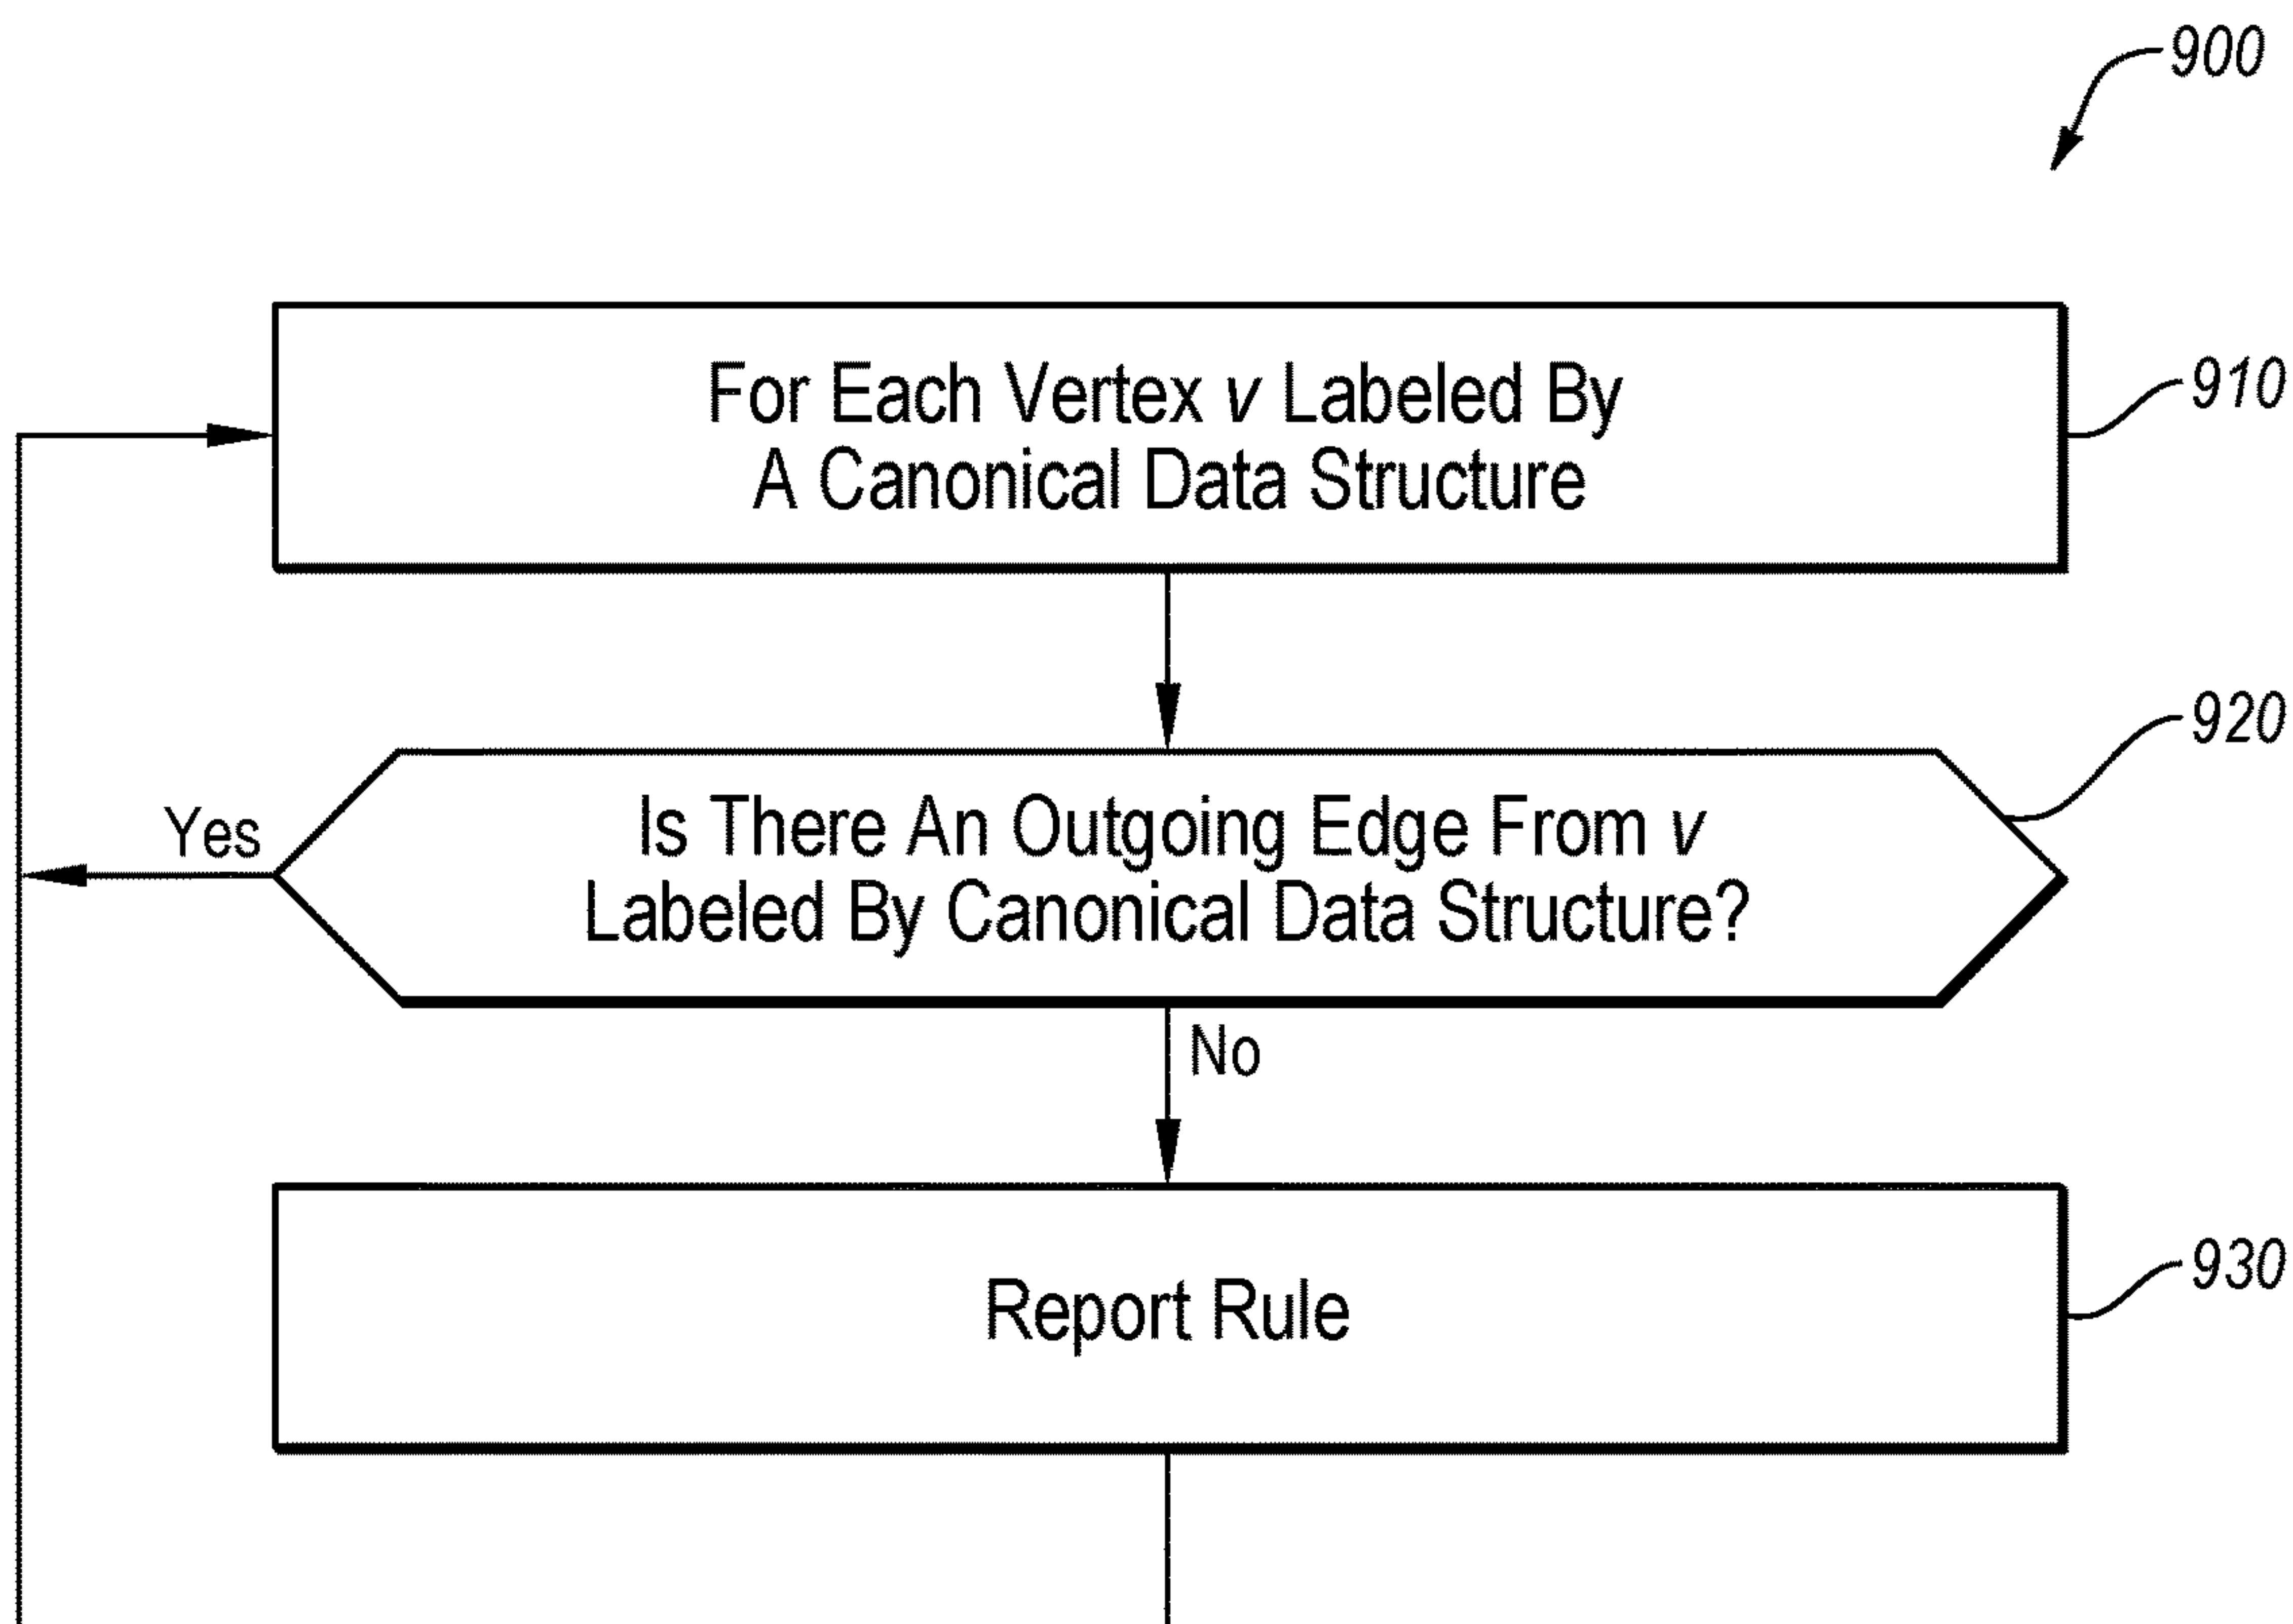 900
For Each Vertex v Labeled By
A Canonical Data Structure
910
Is There An Outgoing Edge From v
Labeled By Canonical Data Structure?
920
Yes
No
Report Rule
930